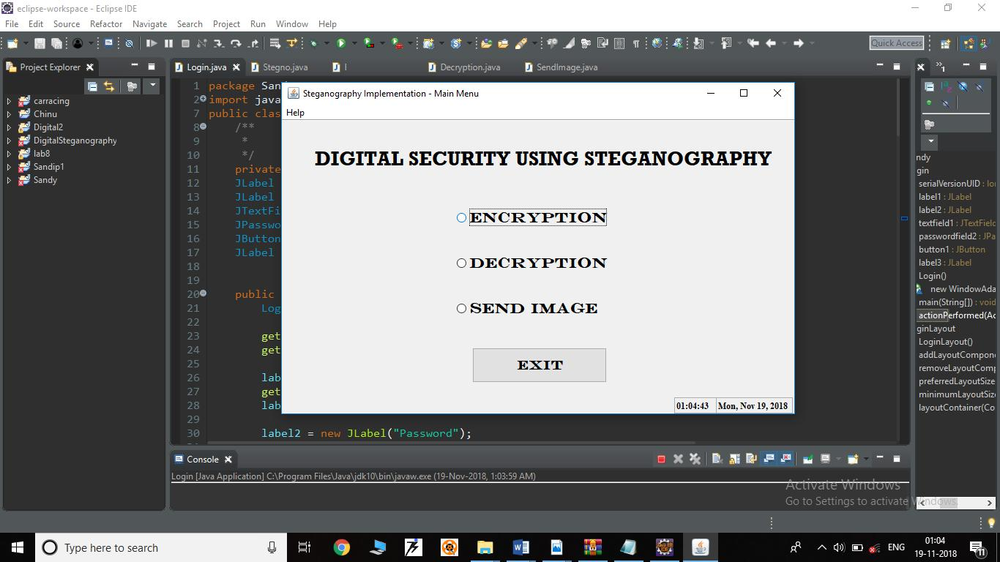 eclipse-workspace - Eclipse IDE
File Edit Source Refactor Navigate Search Project Run Window Help
Quick Access
Project Explorer
carracing
Chinu
Digital2
DigitalSteganography
lab8
Sandip1
Sandy
Login.java Stegno.java Decryption.java SendImage.java
1 package San
2 import java
7 public clas
8 /**
9 *
10 */
11 private
12 JLabel
13 JLabel
14 JTextFi
15 JPasswo
16 JButton
17 JLabel
18
19
20 public
21 Log
22
23 get
24 get
25
26 lab
27 get
28 lab
29
30 label2 = new JLabel("Password");
Steganography Implementation - Main Menu
Help
DIGITAL SECURITY USING STEGANOGRAPHY
ENCRYPTION
DECRYPTION
SEND IMAGE
EXIT
01:04:43 Mon, Nov 19, 2018
ndy
gin
serialVersionUID : lon
label1 : JLabel
label2 : JLabel
textfield1 : JTextField
passwordfield2 : JPa
button1 : JButton
label3 : JLabel
Login()
new WindowAda
main(String[]) : void
actionPerformed(Ac
ginLayout
LoginLayout()
addLayoutCompone
removeLayoutComp
preferredLayoutSize
minimumLayoutSiz
layoutContainer(Co
Console
Login [Java Application] C:\Program Files\Java\jdk10\bin\javaw.exe (19-Nov-2018, 1:03:59 AM)
Activate Windows
Go to Settings to activate Windows.
Type here to search
ENG
01:04
19-11-2018
11